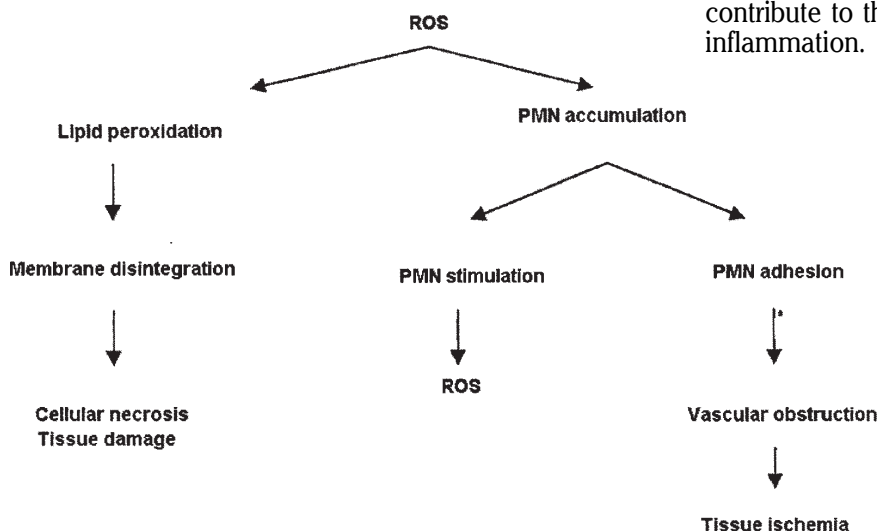 contribute to th
inflammation.
ROS
Lipid peroxidation
PMN accumulation
Membrane disintegration
PMN stimulation
PMN adhesion
ROS
Cellular necrosis
Tissue damage
Vascular obstruction
Tissue ischemia